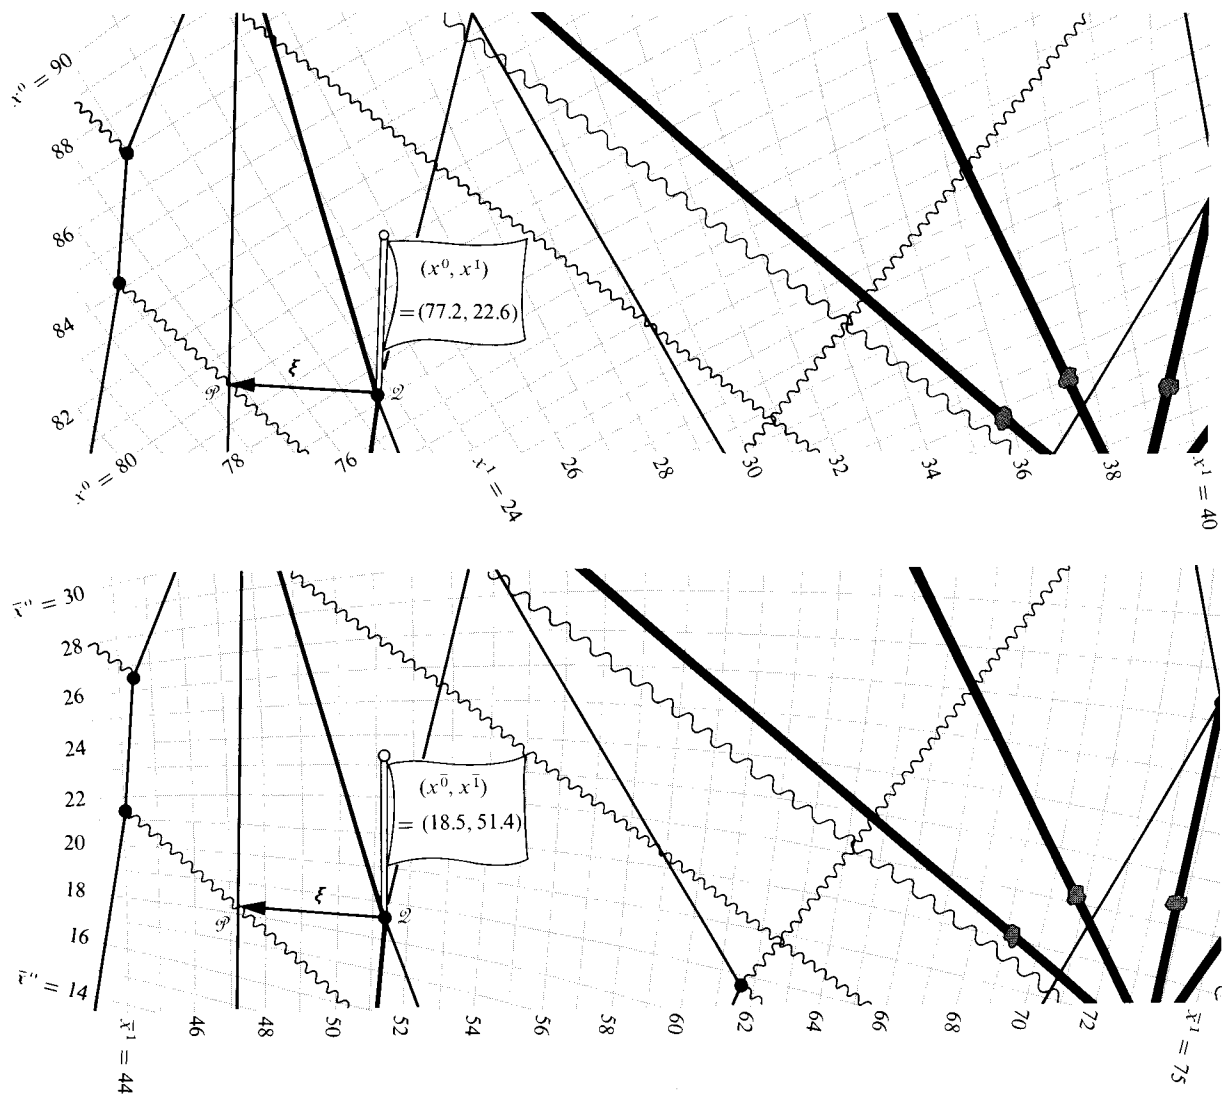 x⁰ = 90
88
86
84
82
x⁰ = 80
78
76
x¹ = 24
26
28
30
32
34
36
38
x¹ = 40
(x⁰, x¹)
= (77.2, 22.6)
ξ
𝒫
𝒬
30
28
26
24
22
20
18
16
= 14
x̄¹ = 44
46
48
50
52
54
56
58
60
62
64
66
68
70
72
x̄¹ = 75
(x^0̄, x^1̄)
= (18.5, 51.4)
ξ
𝒫
𝒬